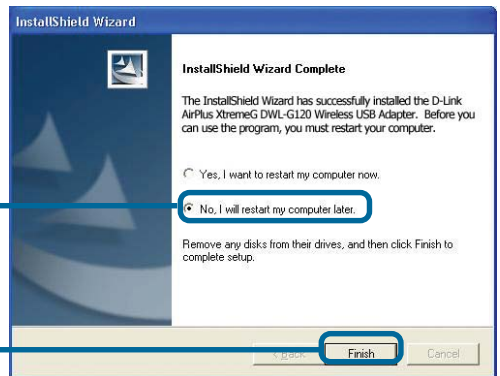 InstallShield Wizard
InstallShield Wizard Complete
The InstallShield Wizard has successfully installed the D-Link
AirPlus XtremeG DWL-G120 Wireless USB Adapter. Before you
can use the program, you must restart your computer.
Yes, I want to restart my computer now.
No, I will restart my computer later.
Remove any disks from their drives, and then click Finish to
complete setup.
< Back
Finish
Cancel